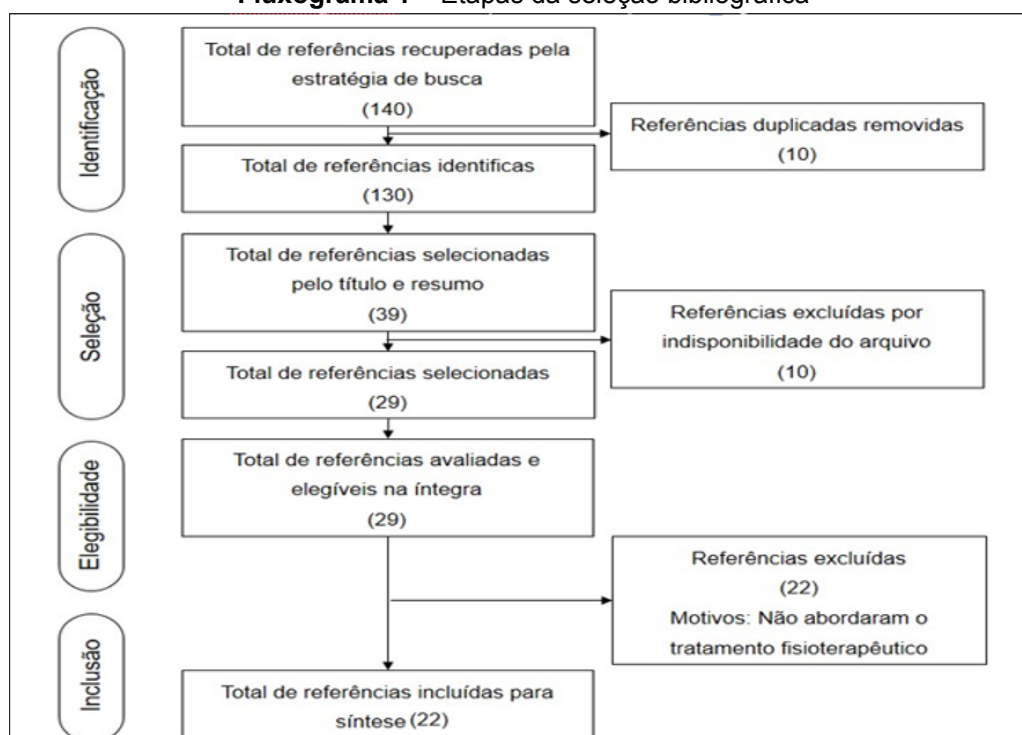 Fluxograma 1 – Etapas da seleção bibliográfica
Identificação
Total de referências recuperadas pela
estratégia de busca
(140)
Referências duplicadas removidas
(10)
Total de referências identificas
(130)
Seleção
Total de referências selecionadas
pelo título e resumo
(39)
Referências excluídas por
indisponibilidade do arquivo
(10)
Total de referências selecionadas
(29)
Elegibilidade
Total de referências avaliadas e
elegíveis na íntegra
(29)
Referências excluídas
(22)
Motivos: Não abordaram o
tratamento fisioterapêutico
Inclusão
Total de referências incluídas para
síntese (22)